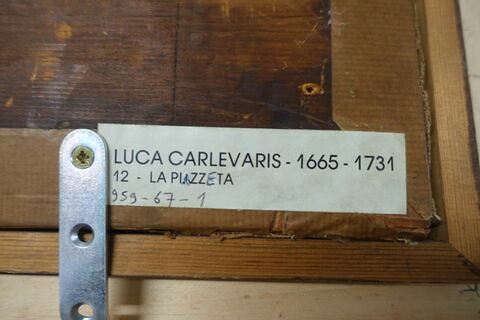 LUCA CARLEVARIS - 1665 - 1731
12 - LA PIAZZETA
959-67-1